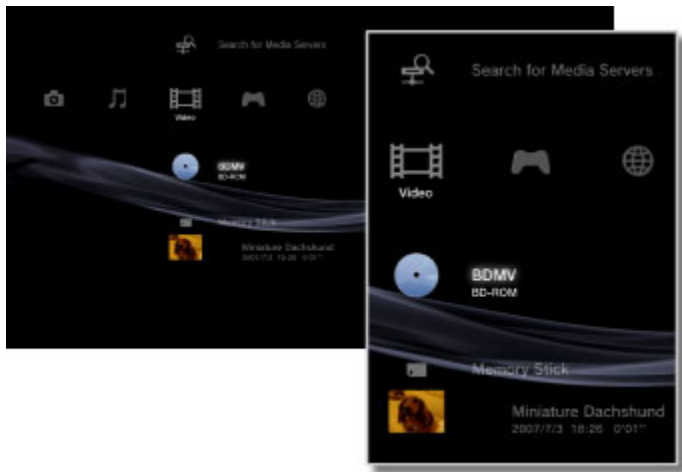 Search for Media Servers
Video
BDMV
BD-ROM
Memory Stick
Miniature Dachshund
2007/7/3 18:26 0'01"
Search for Media Servers
Video
BDMV
BD-ROM
Memory Stick
Miniature Dachshund
2007/7/3 18:26 0'01"